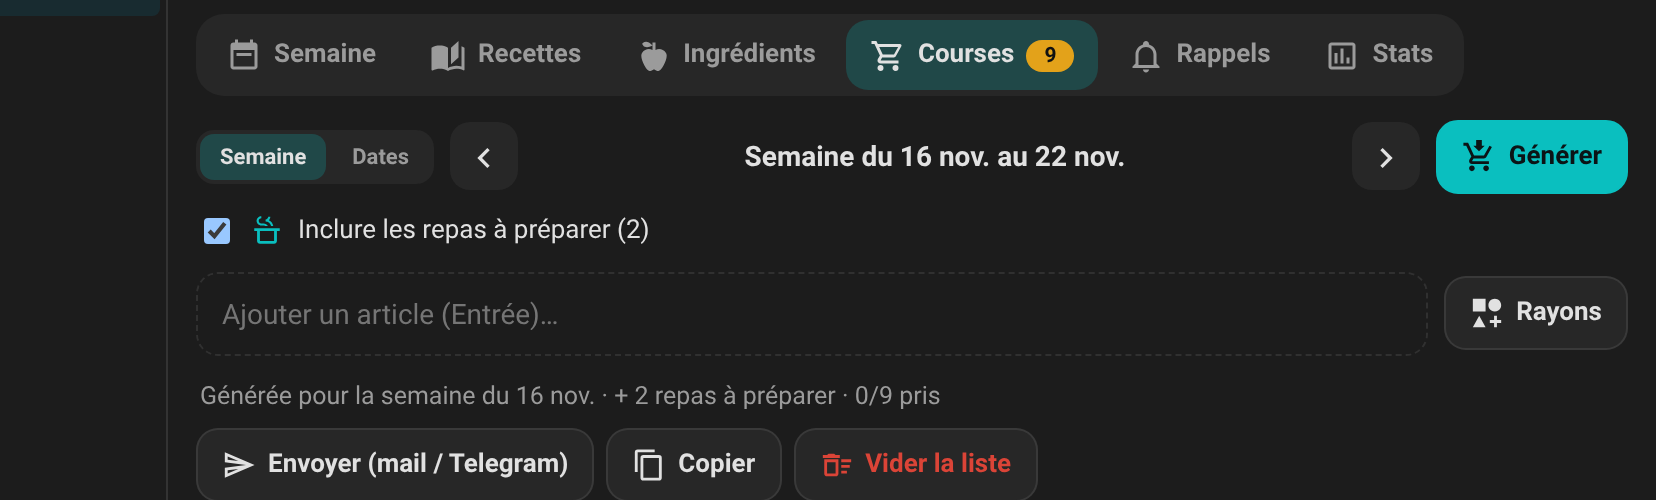 Semaine Recettes Ingrédients Courses 9 Rappels Stats
Semaine Dates Semaine du 16 nov. au 22 nov. Générer
Inclure les repas à préparer (2)
Ajouter un article (Entrée)... Rayons
Générée pour la semaine du 16 nov. · + 2 repas à préparer · 0/9 pris
Envoyer (mail / Telegram) Copier Vider la liste